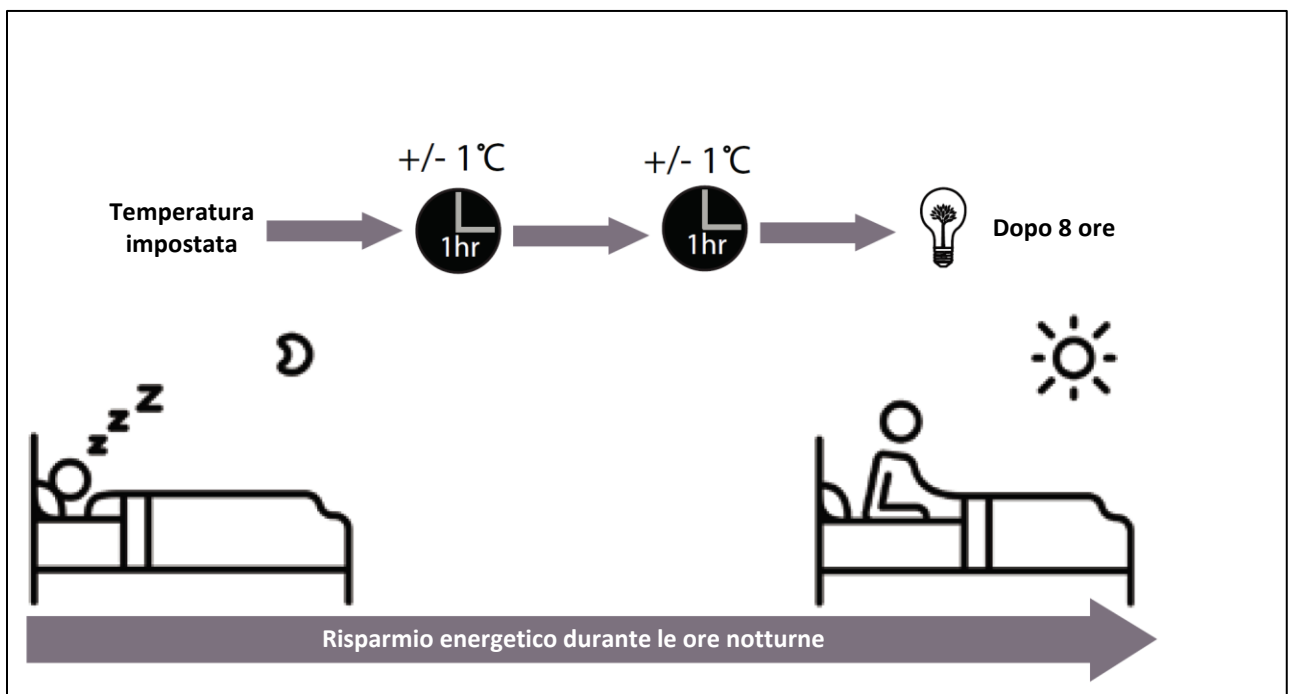 +/- 1℃
+/- 1℃
Temperatura
impostata
1hr
1hr
Dopo 8 ore
z z Z
Risparmio energetico durante le ore notturne